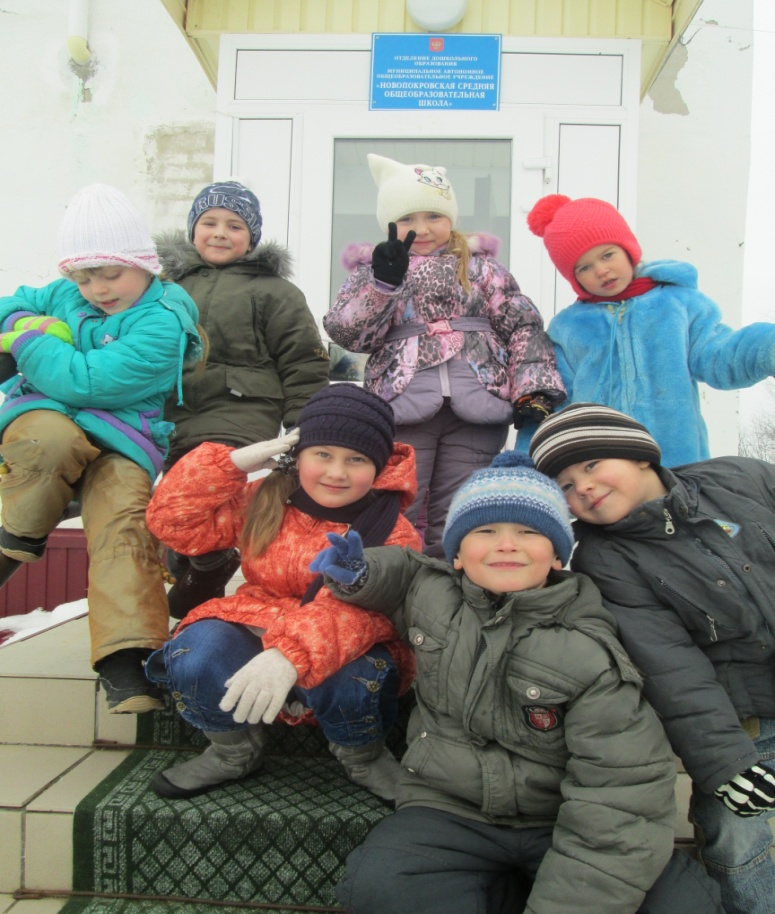 ОТДЕЛЕНИЕ ДОШКОЛЬНОГО
ОБРАЗОВАНИЯ
МУНИЦИПАЛЬНОЕ АВТОНОМНОЕ
ОБЩЕОБРАЗОВАТЕЛЬНОЕ УЧРЕЖДЕНИЕ
«НОВОПОКРОВСКАЯ СРЕДНЯЯ
ОБЩЕОБРАЗОВАТЕЛЬНАЯ
ШКОЛА»